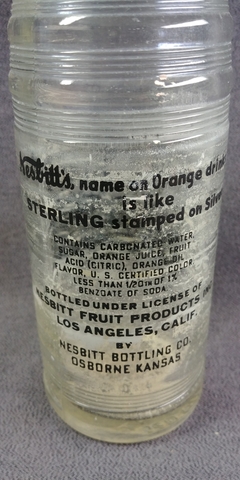 Nesbitt's, name on Orange drin
is like
STERLING stamped on Silver
CONTAINS CARBONATED WATER,
SUGAR, ORANGE JUICE, FRUIT
ACID (CITRIC), ORANGE OIL
FLAVOR, U. S. CERTIFIED COLOR
LESS THAN 1/20TH OF 1%
BENZOATE OF SODA
BOTTLED UNDER LICENSE OF
NESBITT FRUIT PRODUCTS
LOS ANGELES, CALIF.
BY
NESBITT BOTTLING CO.
OSBORNE KANSAS